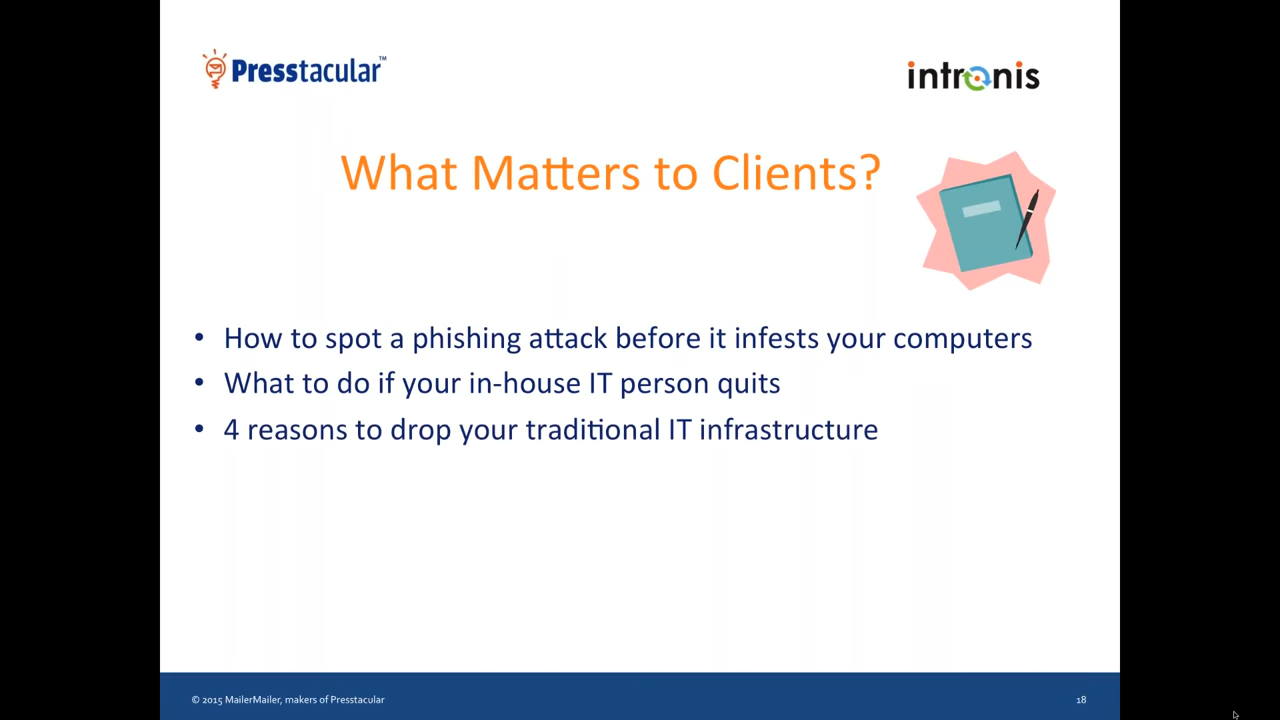 Presstacular™
intronis
What Matters to Clients?
• How to spot a phishing attack before it infests your computers
• What to do if your in-house IT person quits
• 4 reasons to drop your traditional IT infrastructure
© 2015 MailerMailer, makers of Presstacular
18